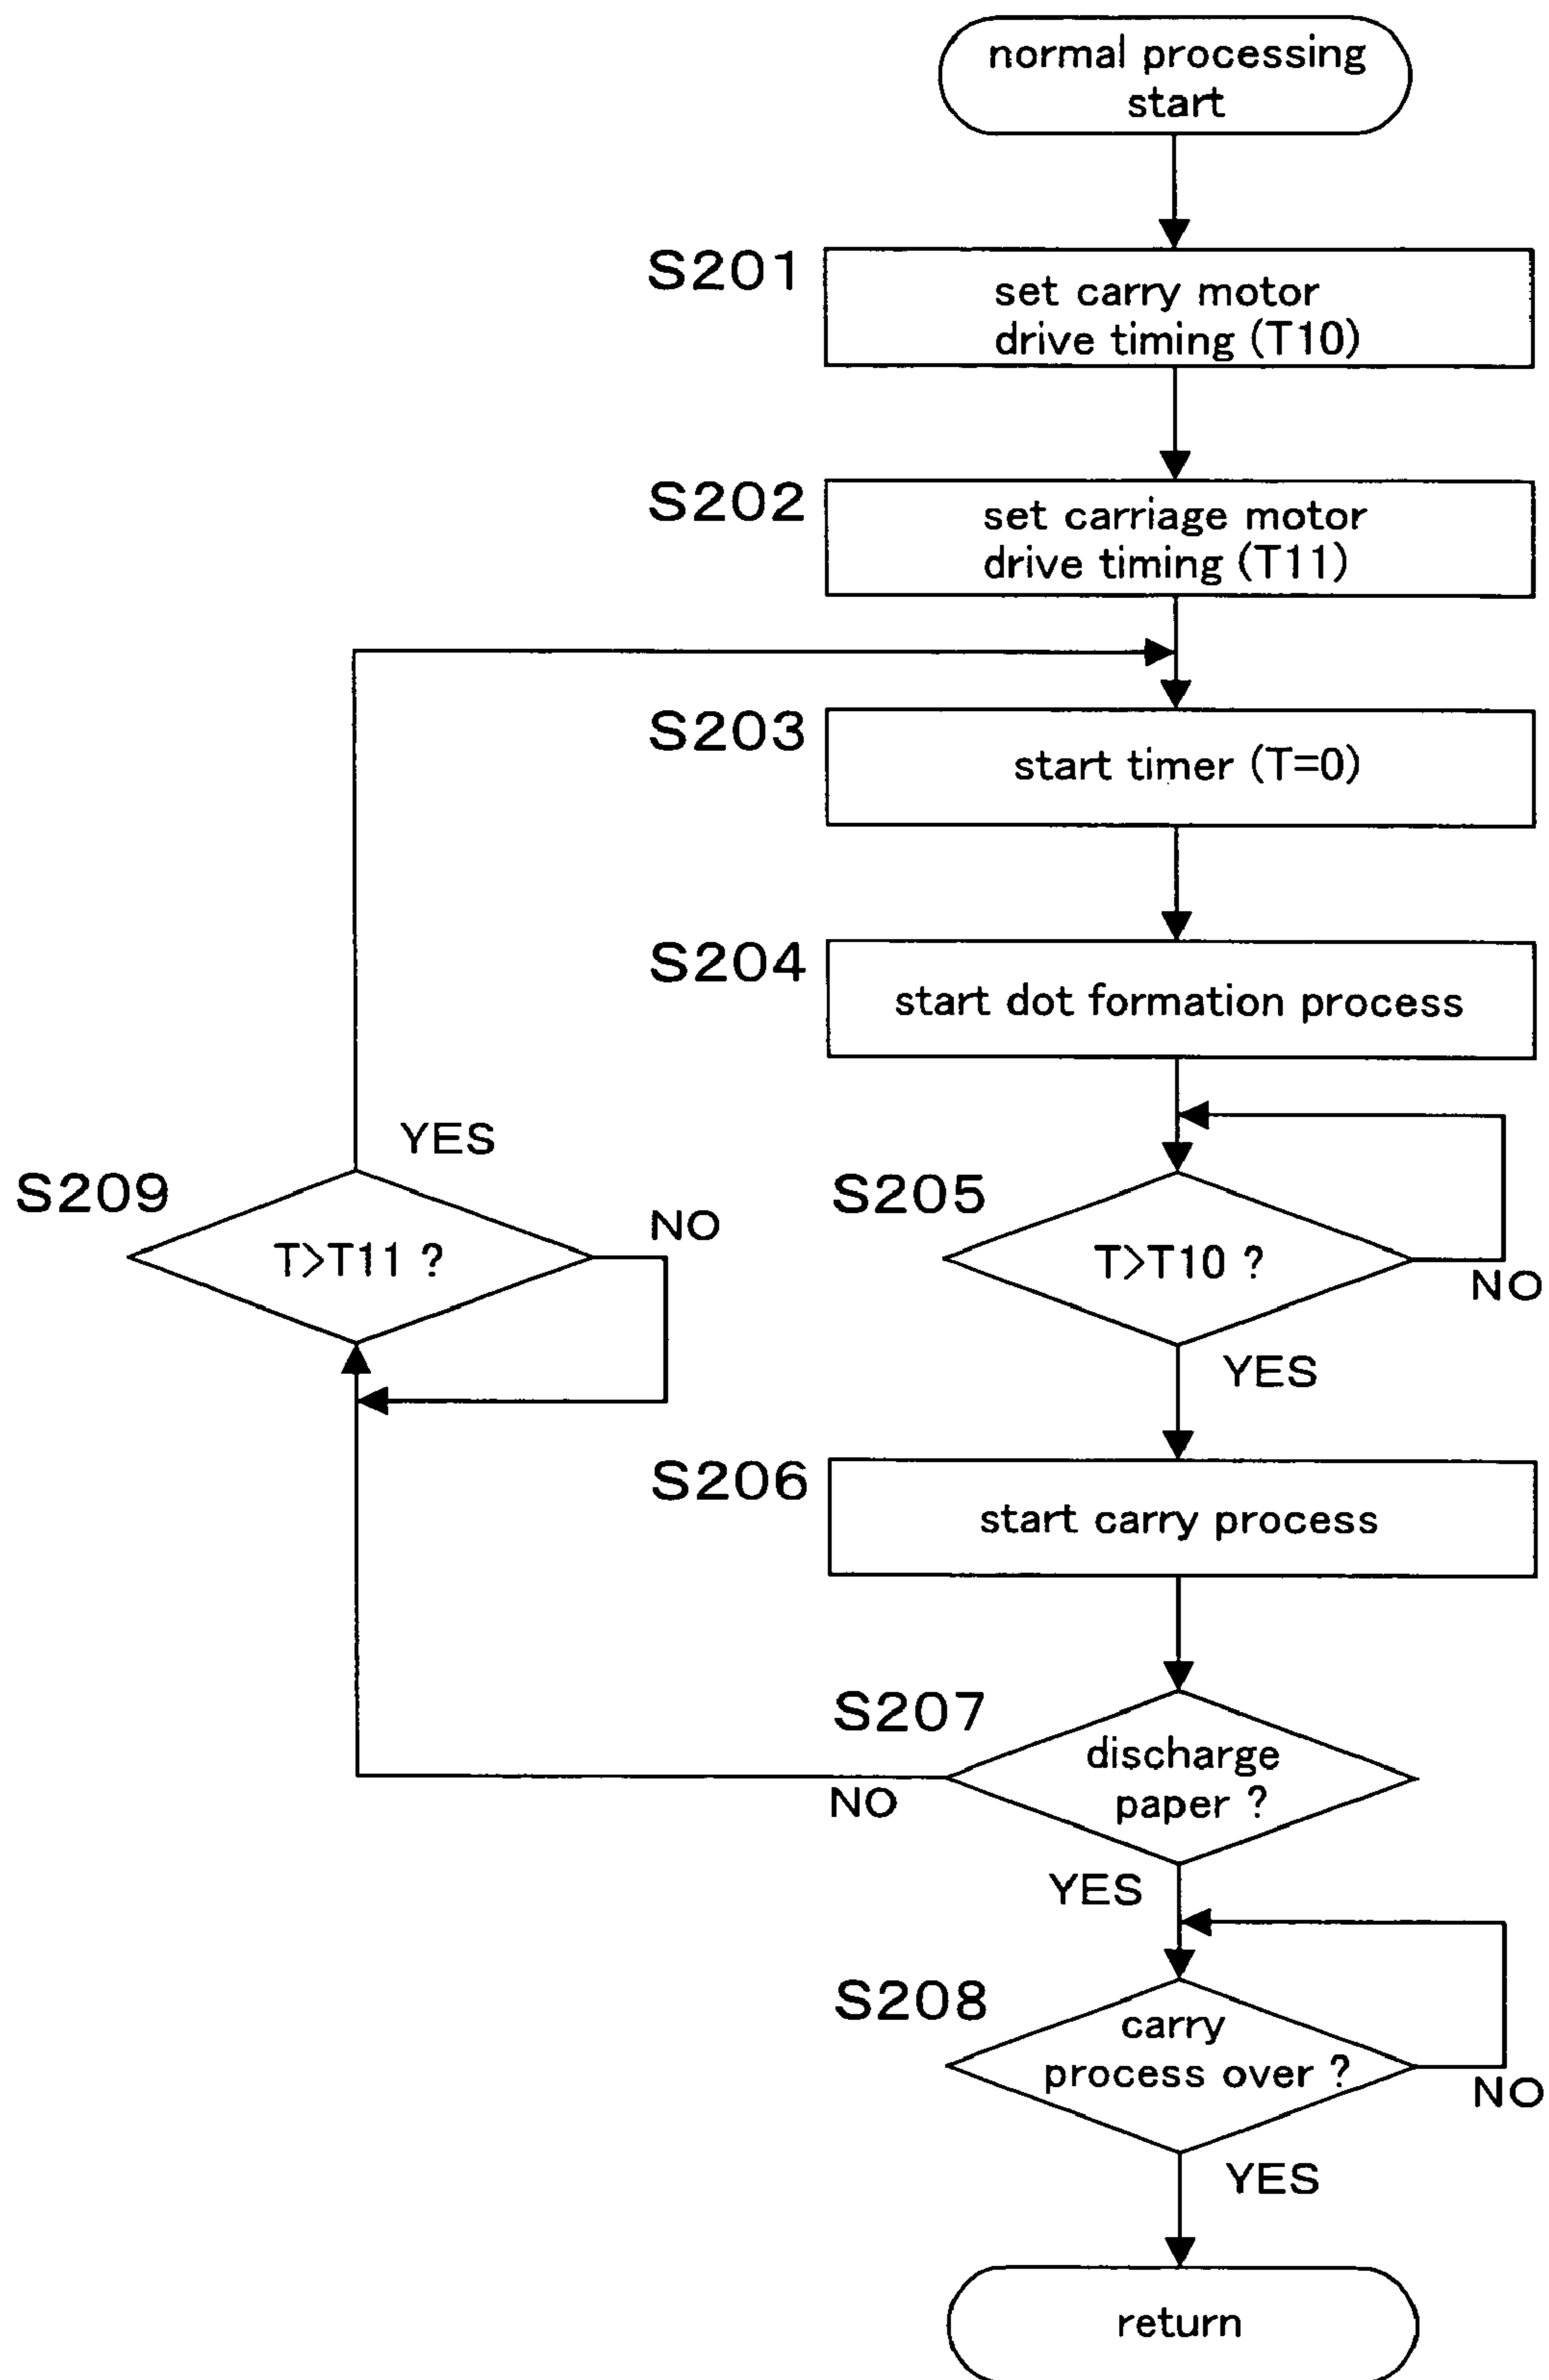 normal processing
start
S201
set carry motor
drive timing (T10)
S202
set carriage motor
drive timing (T11)
S203
start timer (T=0)
S204
start dot formation process
S205
T>T10 ?
NO
YES
S206
start carry process
S207
discharge
paper ?
NO
YES
S208
carry
process over ?
NO
YES
return
S209
T>T11 ?
YES
NO